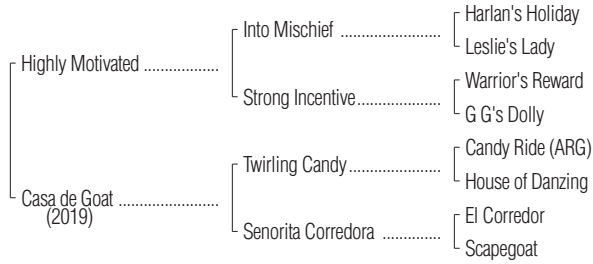 Harlan's Holiday
Into Mischief ..................
Leslie's Lady
Highly Motivated ..................
Warrior's Reward
Strong Incentive....................
G G's Dolly
Candy Ride (ARG)
Twirling Candy......................
House of Danzing
Casa de Goat ........................
(2019)
El Corredor
Senorita Corredora .............
Scapegoat